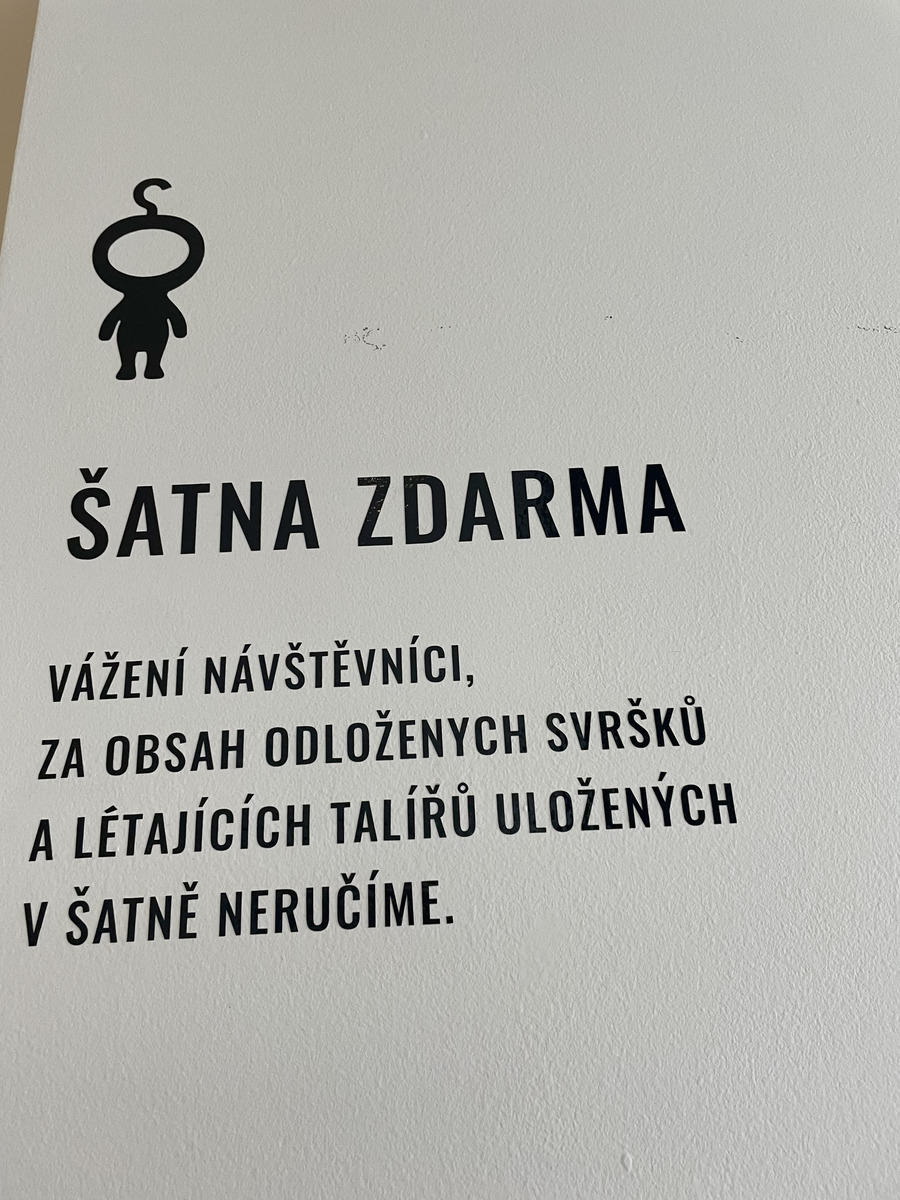 ŠATNA ZDARMA
VÁŽENÍ NÁVŠTĚVNÍCI,
ZA OBSAH ODLOŽENYCH SVRŠKŮ
A LÉTAJÍCÍCH TALÍŘŮ ULOŽENÝCH
V ŠATNĚ NERUČÍME.